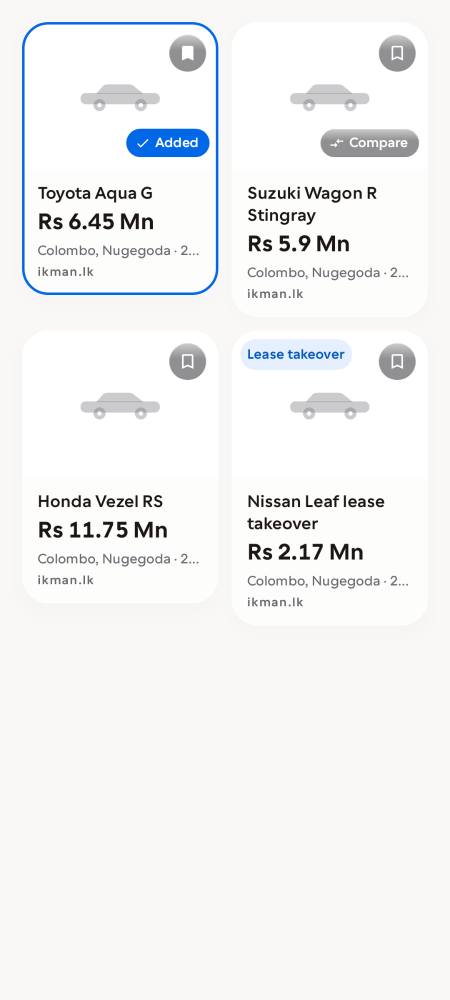 Added
Toyota Aqua G
Rs 6.45 Mn
Colombo, Nugegoda · 2...
ikman.lk
Compare
Suzuki Wagon R
Stingray
Rs 5.9 Mn
Colombo, Nugegoda · 2...
ikman.lk
Honda Vezel RS
Rs 11.75 Mn
Colombo, Nugegoda · 2...
ikman.lk
Lease takeover
Nissan Leaf lease
takeover
Rs 2.17 Mn
Colombo, Nugegoda · 2...
ikman.lk